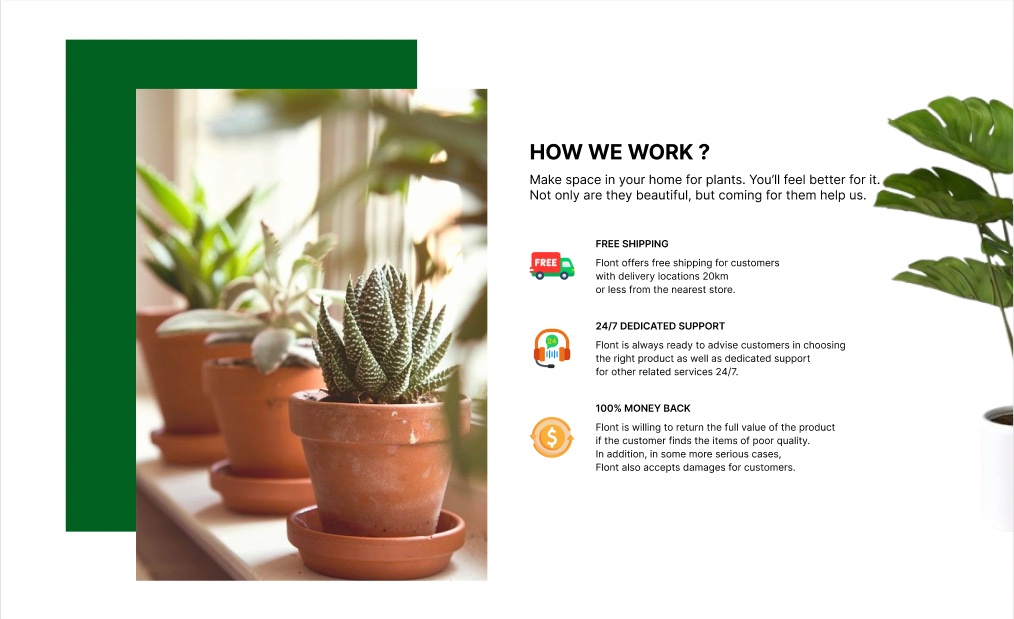 HOW WE WORK ?
Make space in your home for plants. You'll feel better for it.
Not only are they beautiful, but coming for them help us.
FREE SHIPPING
FREE
Flont offers free shipping for customers
with delivery locations 20km
or less from the nearest store.
24/7 DEDICATED SUPPORT
24
Flont is always ready to advise customers in choosing
the right product as well as dedicated support
for other related services 24/7.
100% MONEY BACK
$
Flont is willing to return the full value of the product
if the customer finds the items of poor quality.
In addition, in some more serious cases,
Flont also accepts damages for customers.